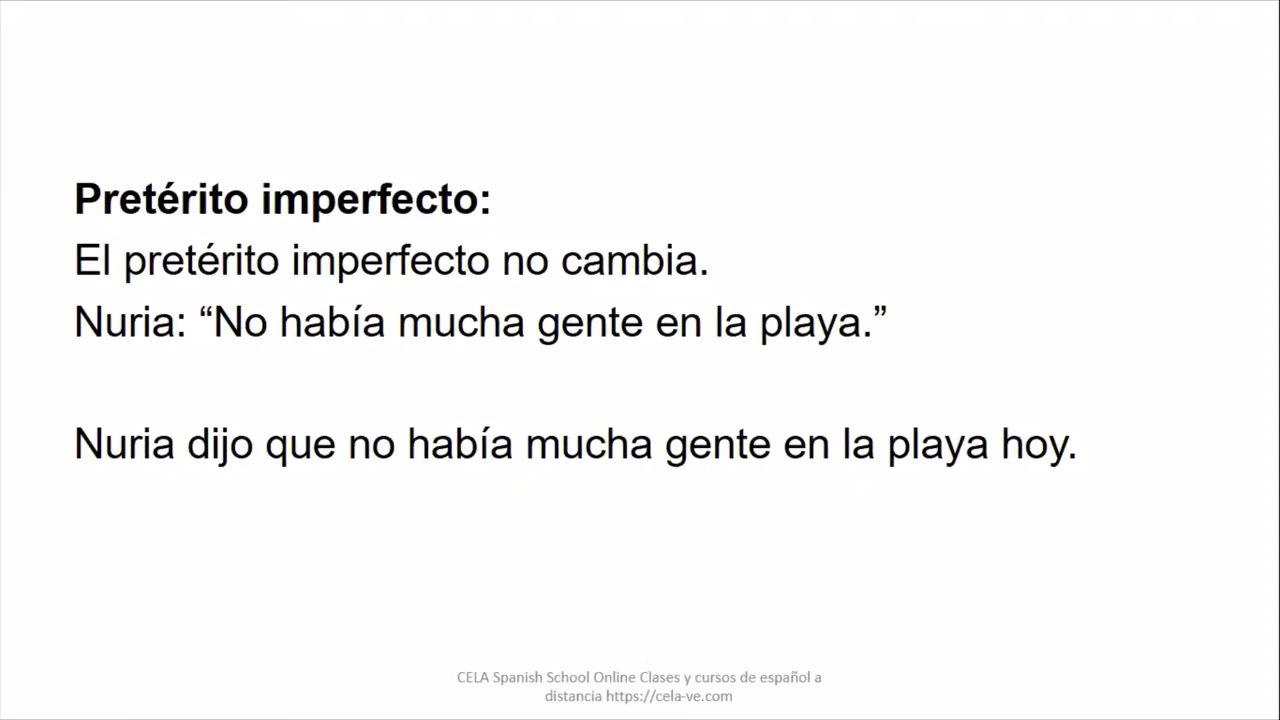 Pretérito imperfecto:
El pretérito imperfecto no cambia.
Nuria: “No había mucha gente en la playa.”
Nuria dijo que no había mucha gente en la playa hoy.
CELA Spanish School Online Clases y cursos de español a
distancia https://cela-ve.com